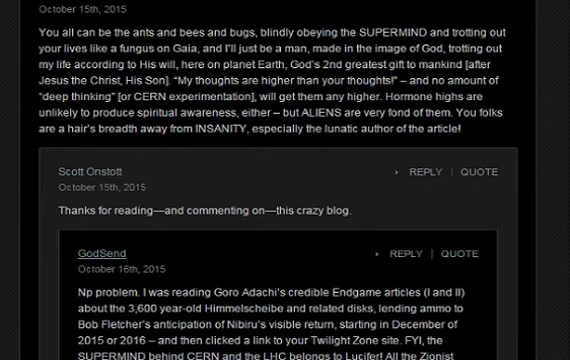 October 15th, 2015
You all can be the ants and bees and bugs, blindly obeying the SUPERMIND and trotting out
your lives like a fungus on Gaia, and I'll just be a man, made in the image of God, trotting out
my life according to His will, here on planet Earth, God's 2nd greatest gift to mankind [after
Jesus the Christ, His Son]. "My thoughts are higher than your thoughts!" – and no amount of
"deep thinking" [or CERN experimentation], will get them any higher. Hormone highs are
unlikely to produce spiritual awareness, either – but ALIENS are very fond of them. You folks
are a hair's breadth away from INSANITY, especially the lunatic author of the article!
Scott Onstott
REPLY | QUOTE
October 15th, 2015
Thanks for reading—and commenting on—this crazy blog.
GodSend
REPLY | QUOTE
October 16th, 2015
Np problem. I was reading Goro Adachi's credible Endgame articles (I and II)
about the 3,600 year-old Himmelscheibe and related disks, lending ammo to
Bob Fletcher's anticipation of Nibiru's visible return, starting in December of
2015 or 2016 – and then clicked a link to your Twilight Zone site. FYI, the
SUPERMIND behind CERN and the LHC belongs to Lucifer! All the Zionist